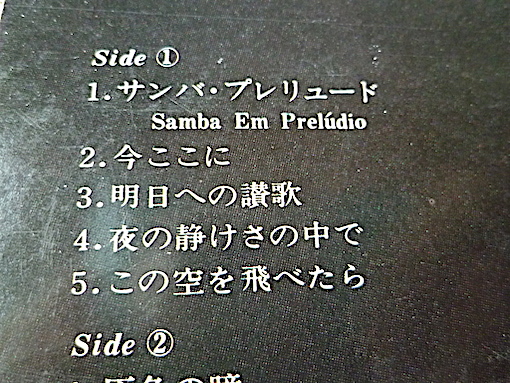 Side ①
1.サンバ・プレリュード
Samba Em Prelúdio
2.今ここに
3.明日への讃歌
4.夜の静けさの中で
5.この空を飛べたら
Side ②